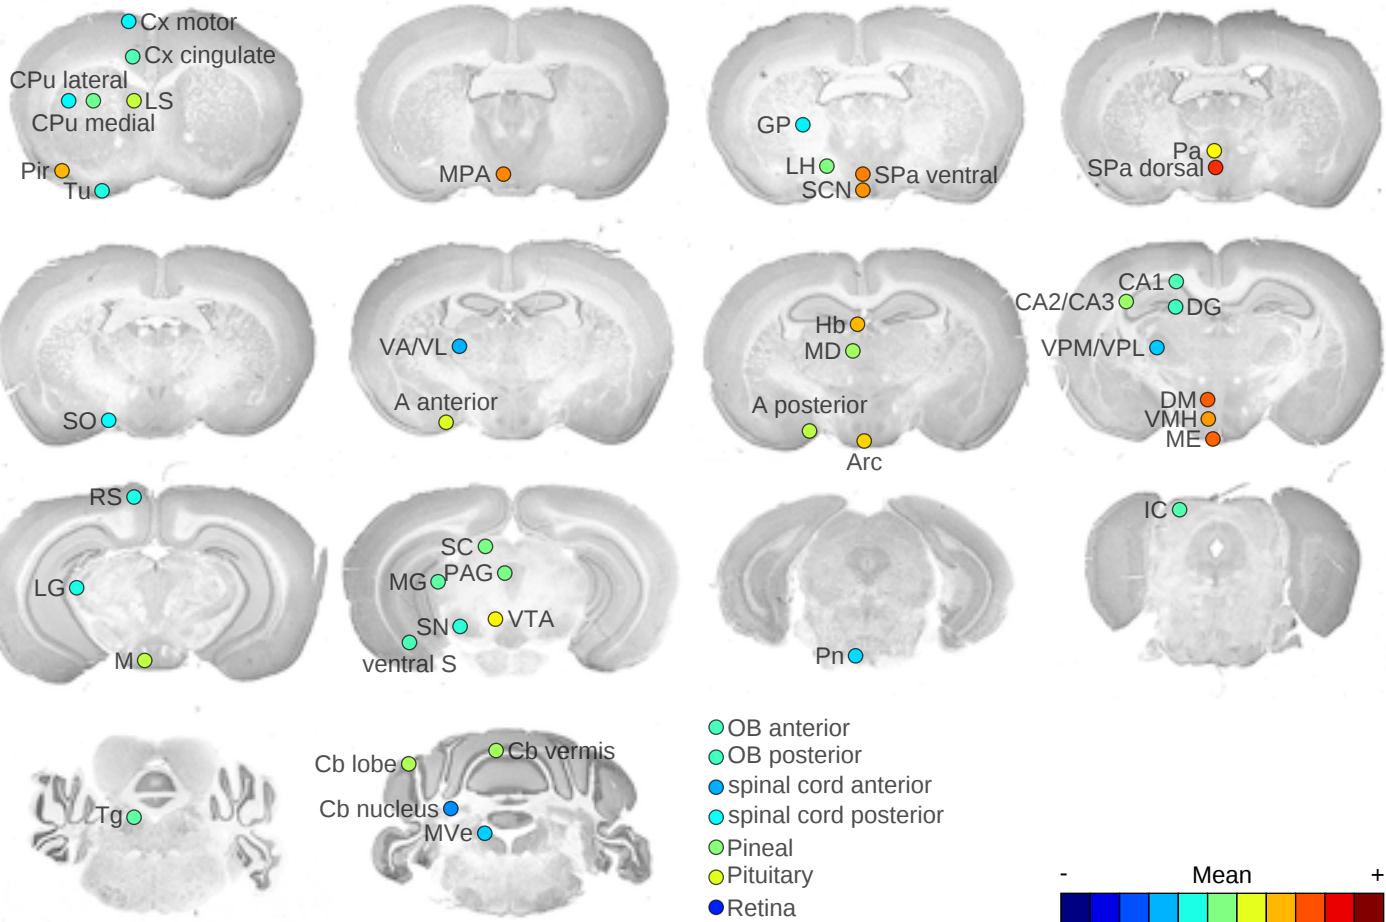 Cx motor
Cx cingulate
CPu lateral
LS
CPu medial
Pir
Tu
MPA
GP
LH
SPa ventral
SCN
Pa
SPa dorsal
SO
VA/VL
A anterior
Hb
MD
A posterior
Arc
CA1
CA2/CA3
DG
VPM/VPL
DM
VMH
ME
RS
LG
M
SC
MG
PAG
SN
VTA
ventral S
Pn
IC
Tg
Cb lobe
Cb vermis
Cb nucleus
MVe
OB anterior
OB posterior
spinal cord anterior
spinal cord posterior
Pineal
Pituitary
Retina
- Mean +